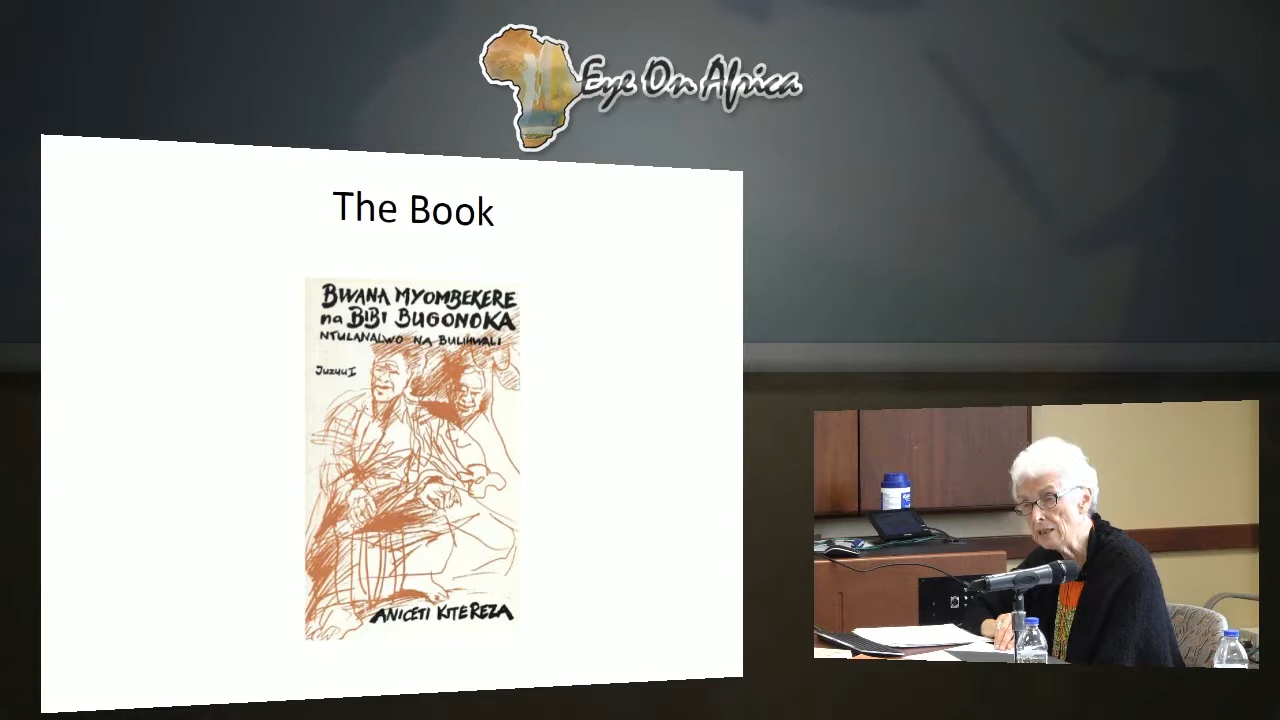 Eye On Africa
The Book
BWANA MYOMBEKERE
na BIBI BUGONOKA
NTULANALWO NA BULIHWALI
Juzuu I
ANICETI KITEREZA